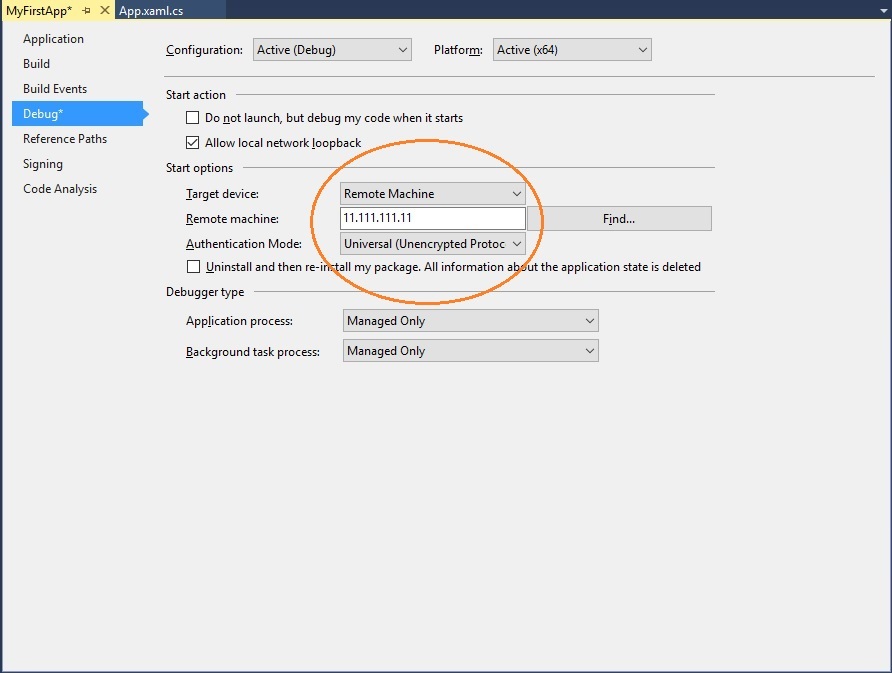 MyFirstApp* App.xaml.cs
Application
Build
Build Events
Debug*
Reference Paths
Signing
Code Analysis
Configuration: Active (Debug) Platform: Active (x64)
Start action
Do not launch, but debug my code when it starts
Allow local network loopback
Start options
Target device: Remote Machine
Remote machine: 11.111.111.11 Find...
Authentication Mode: Universal (Unencrypted Protoc
Uninstall and then re-install my package. All information about the application state is deleted
Debugger type
Application process: Managed Only
Background task process: Managed Only